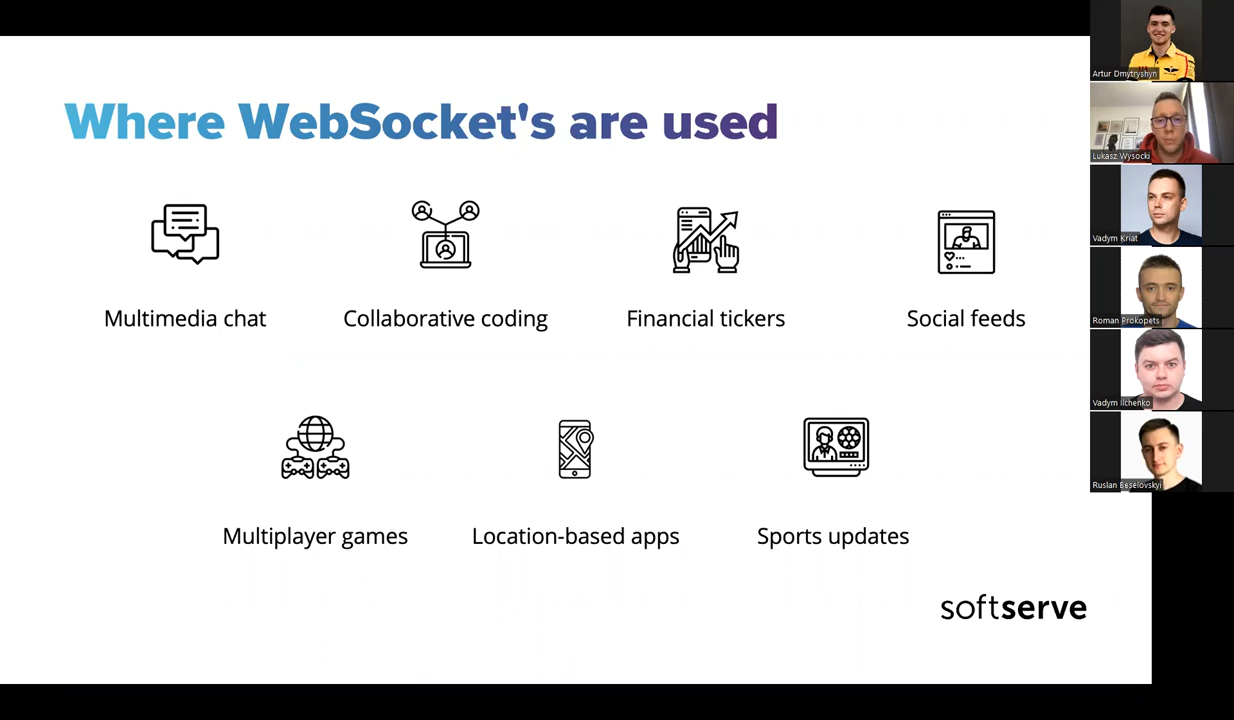 Where WebSocket's are used
Multimedia chat
Collaborative coding
Financial tickers
Social feeds
Multiplayer games
Location-based apps
Sports updates
softserve
Artur Dmytryshyn
Lukasz Wysocki
Vadym Kriat
Roman Prokopets
Vadym Ilchenko
Ruslan Beselovskyi